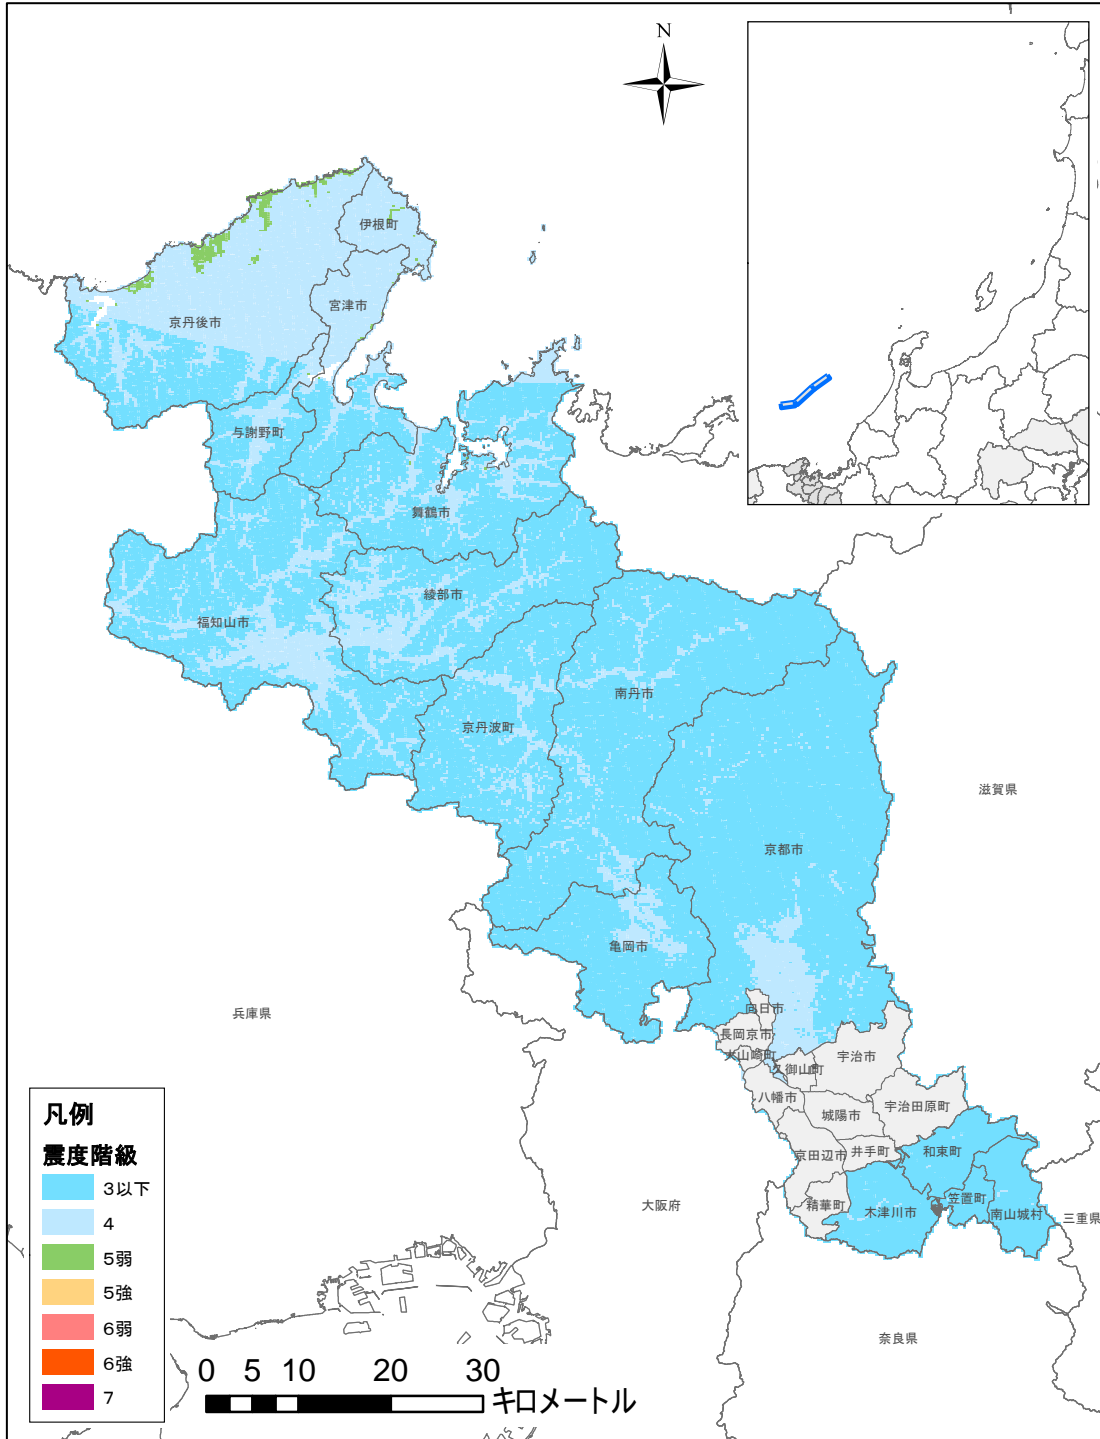 N
伊根町
宮津市
京丹後市
与謝野町
舞鶴市
綾部市
福知山市
南丹市
京丹波町
滋賀県
京都市
亀岡市
兵庫県
向日市
長岡京市
大山崎町
久御山町
宇治市
八幡市
城陽市
宇治田原町
京田辺市
井手町
和束町
精華町
木津川市
笠置町
南山城村
三重県
大阪府
奈良県
凡例
震度階級
3以下
4
5弱
5強
6弱
6強
7
0 5 10 20 30
キロメートル